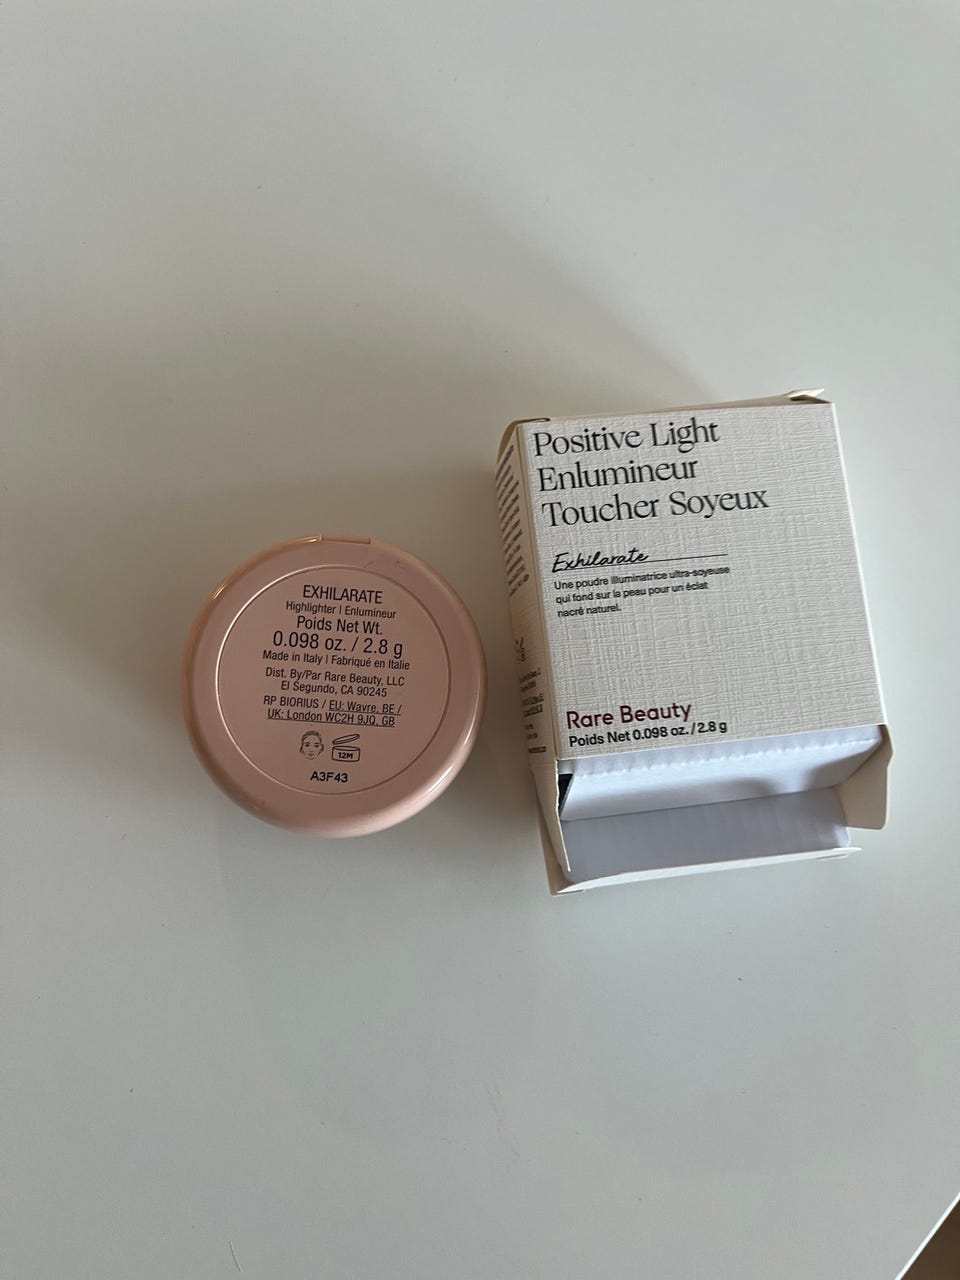 EXHILARATE
Highlighter | Enlumineur
Poids Net Wt.
0.098 oz. / 2.8 g
Made in Italy | Fabriqué en Italie
Dist. By/Par Rare Beauty, LLC
El Segundo, CA 90245
RP BIORIUS / EU: Wavre, BE /
UK: London WC2H 9JQ, GB
12M
A3F43
Positive Light
Enlumineur
Toucher Soyeux
Exhilarate
Une poudre illuminatrice ultra-soyeuse
qui fond sur la peau pour un éclat
nacré naturel.
Rare Beauty
Poids Net 0.098 oz. / 2.8 g